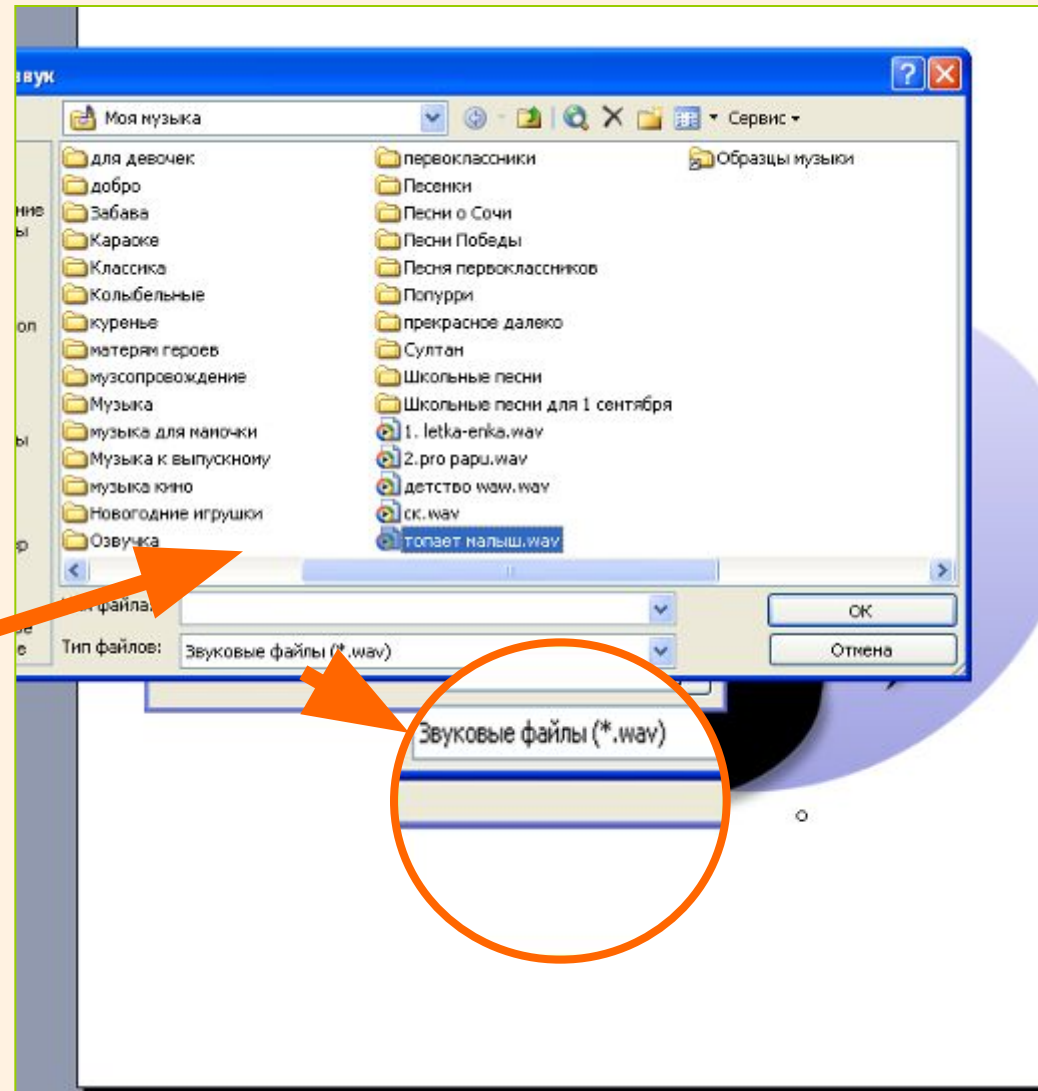 звук
Моя музыка
Сервис
для девочек
добро
Забава
Караоке
Классика
Колыбельные
куренье
матерям героев
музсопровождение
Музыка
музыка для мамочки
Музыка к выпускному
музыка кино
Новогодние игрушки
Озвучка
первоклассники
Песенки
Песни о Сочи
Песни Победы
Песня первоклассников
Попурри
прекрасное далеко
Султан
Школьные песни
Школьные песни для 1 сентября
1. letka-enka.wav
2.pro papu.wav
детство waw.wav
ск.wav
топает малыш.wav
Образцы музыки
файла:
ОК
Тип файлов:
Звуковые файлы (*.wav)
Отмена
Звуковые файлы (*.wav)